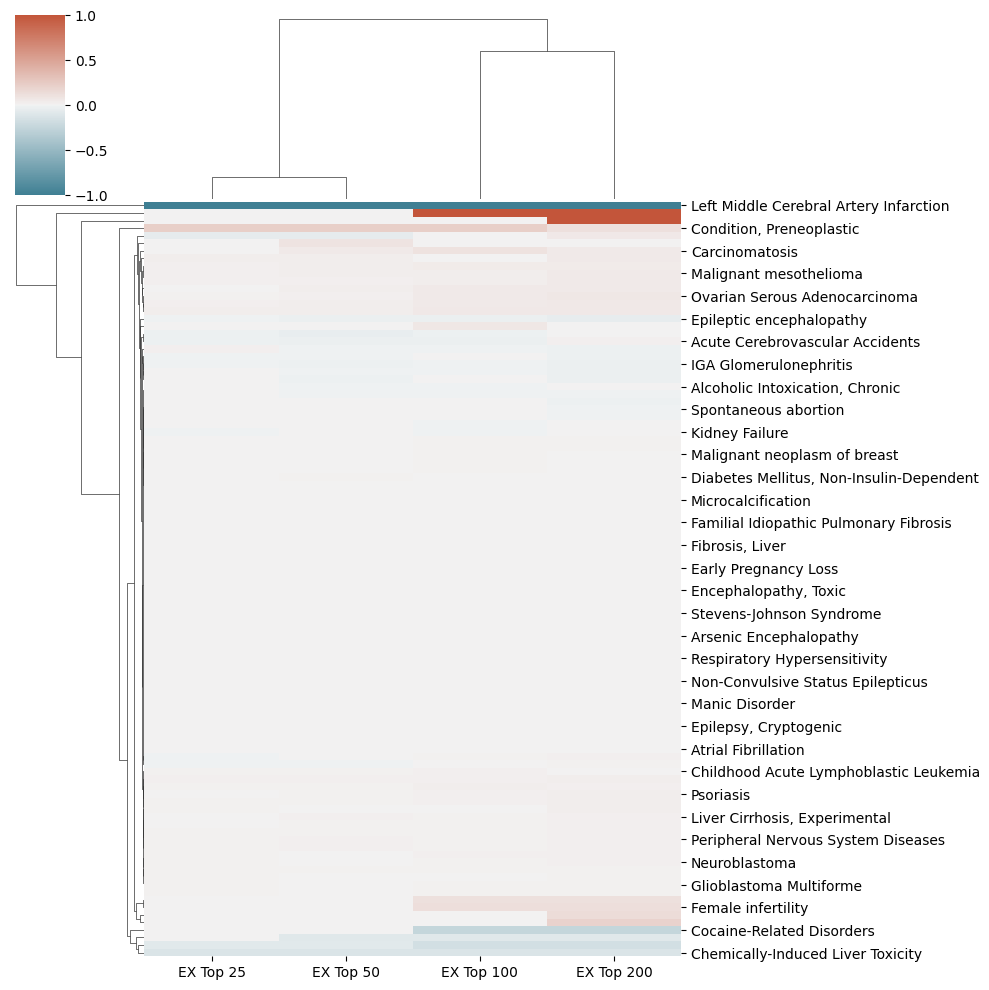 1.0
0.5
0.0
−0.5
−1.0
Left Middle Cerebral Artery Infarction
Condition, Preneoplastic
Carcinomatosis
Malignant mesothelioma
Ovarian Serous Adenocarcinoma
Epileptic encephalopathy
Acute Cerebrovascular Accidents
IGA Glomerulonephritis
Alcoholic Intoxication, Chronic
Spontaneous abortion
Kidney Failure
Malignant neoplasm of breast
Diabetes Mellitus, Non-Insulin-Dependent
Microcalcification
Familial Idiopathic Pulmonary Fibrosis
Fibrosis, Liver
Early Pregnancy Loss
Encephalopathy, Toxic
Stevens-Johnson Syndrome
Arsenic Encephalopathy
Respiratory Hypersensitivity
Non-Convulsive Status Epilepticus
Manic Disorder
Epilepsy, Cryptogenic
Atrial Fibrillation
Childhood Acute Lymphoblastic Leukemia
Psoriasis
Liver Cirrhosis, Experimental
Peripheral Nervous System Diseases
Neuroblastoma
Glioblastoma Multiforme
Female infertility
Cocaine-Related Disorders
Chemically-Induced Liver Toxicity
EX Top 25 EX Top 50 EX Top 100 EX Top 200